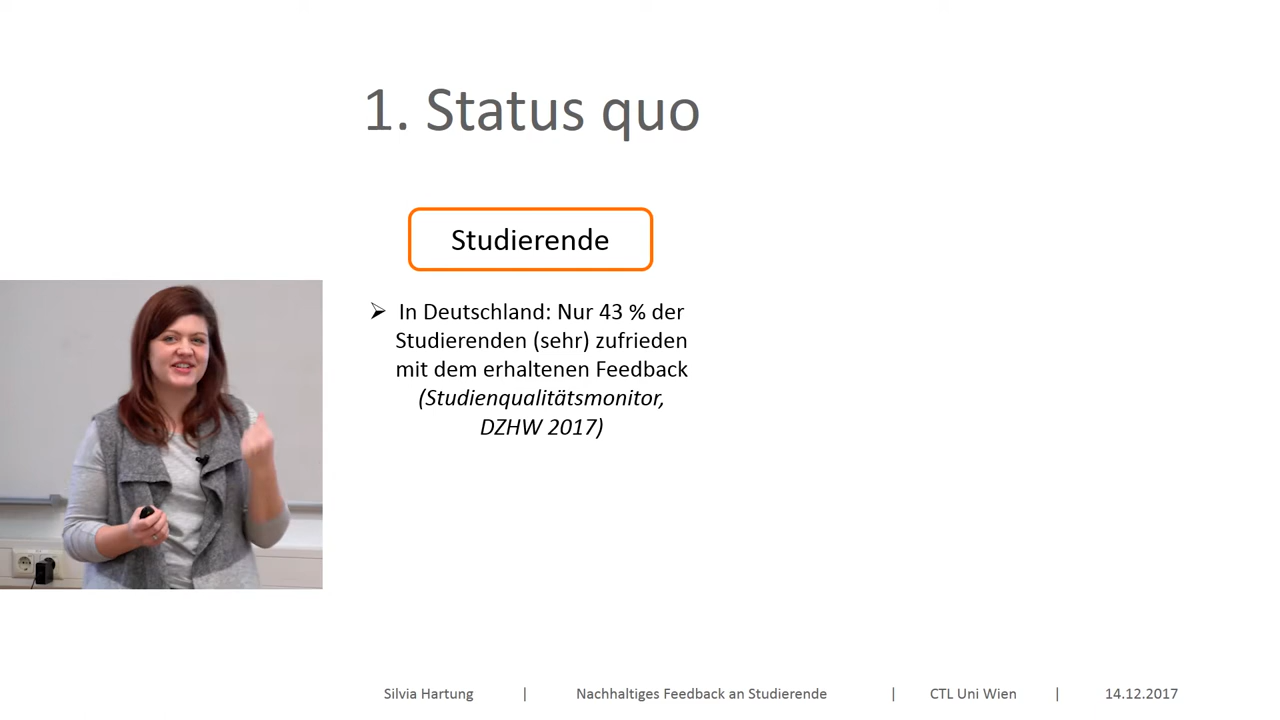 1. Status quo
Studierende
➢ In Deutschland: Nur 43 % der
Studierenden (sehr) zufrieden
mit dem erhaltenen Feedback
(Studienqualitätsmonitor,
DZHW 2017)
Silvia Hartung | Nachhaltiges Feedback an Studierende | CTL Uni Wien | 14.12.2017